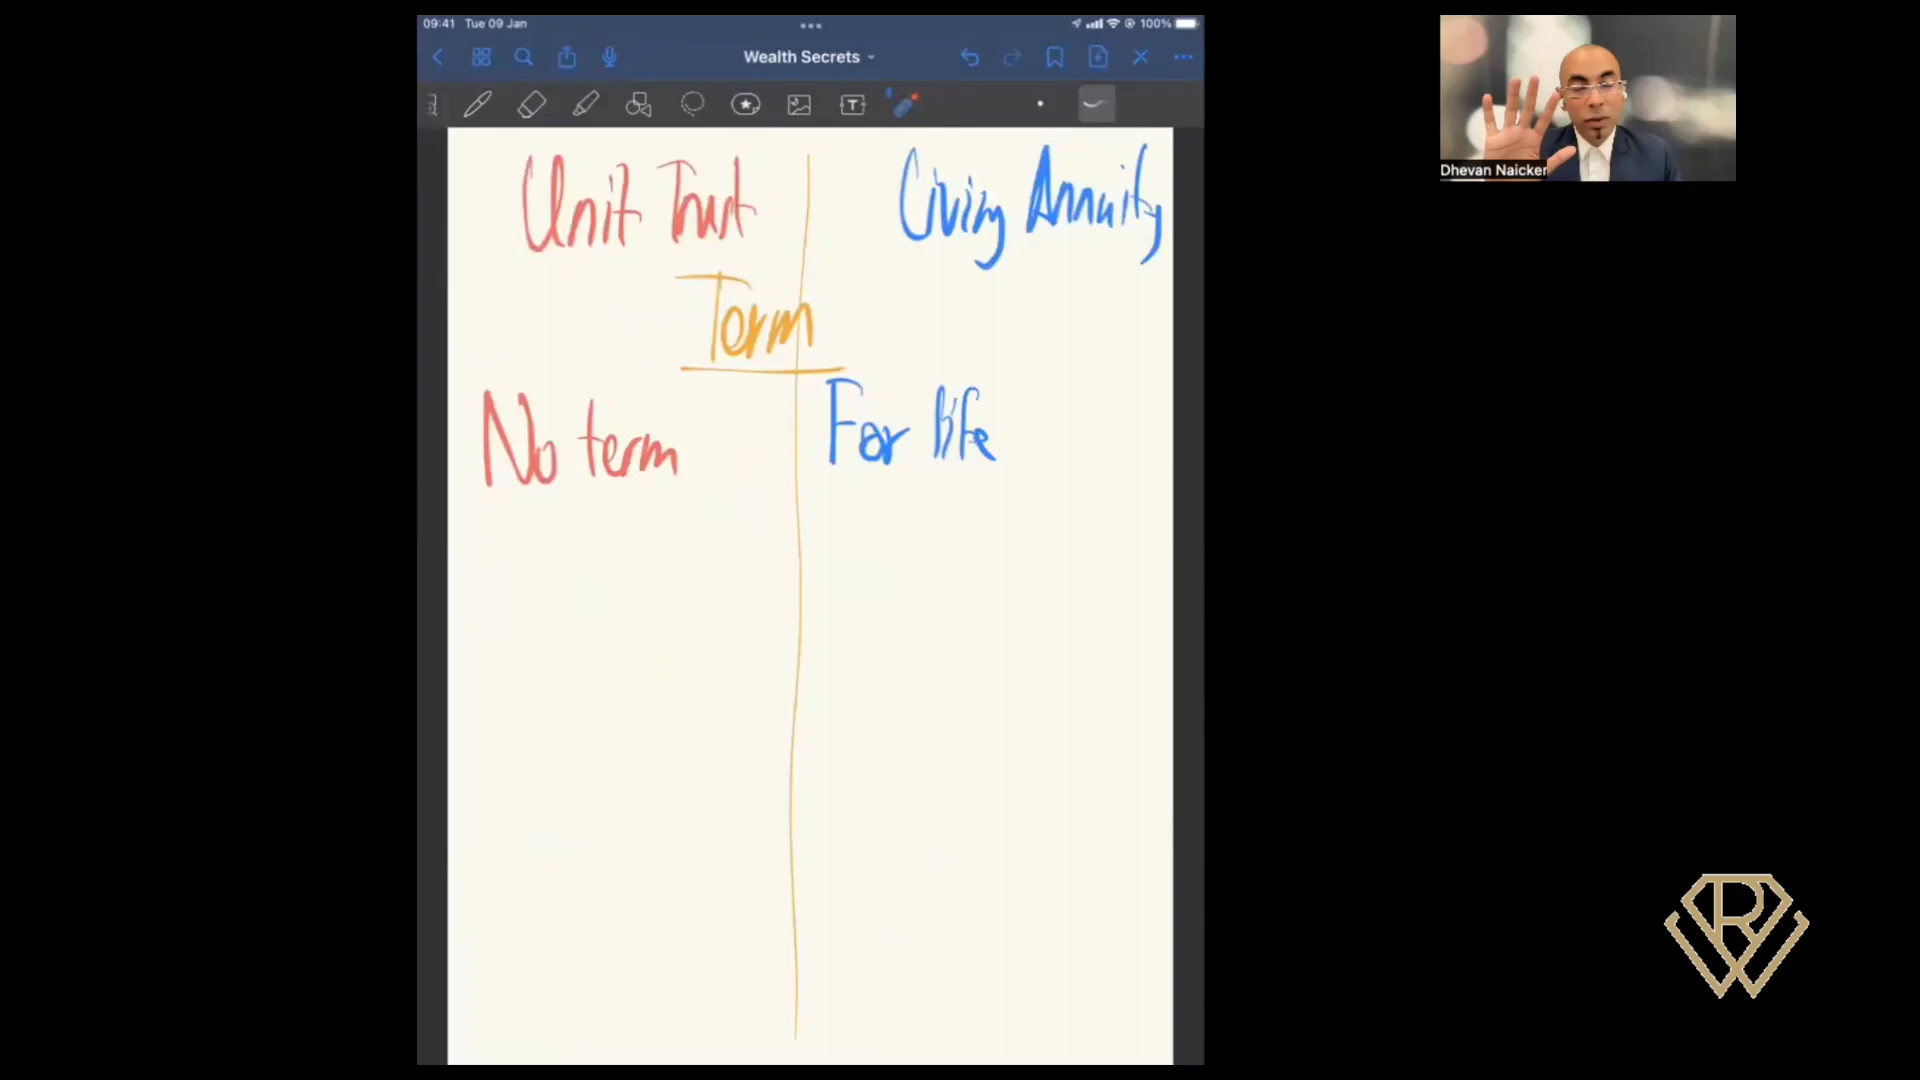 09:41 Tue 09 Jan 100%
Wealth Secrets
T
Unit Trust Living Annuity
Term
No term For life
Dhevan Naicker
RW